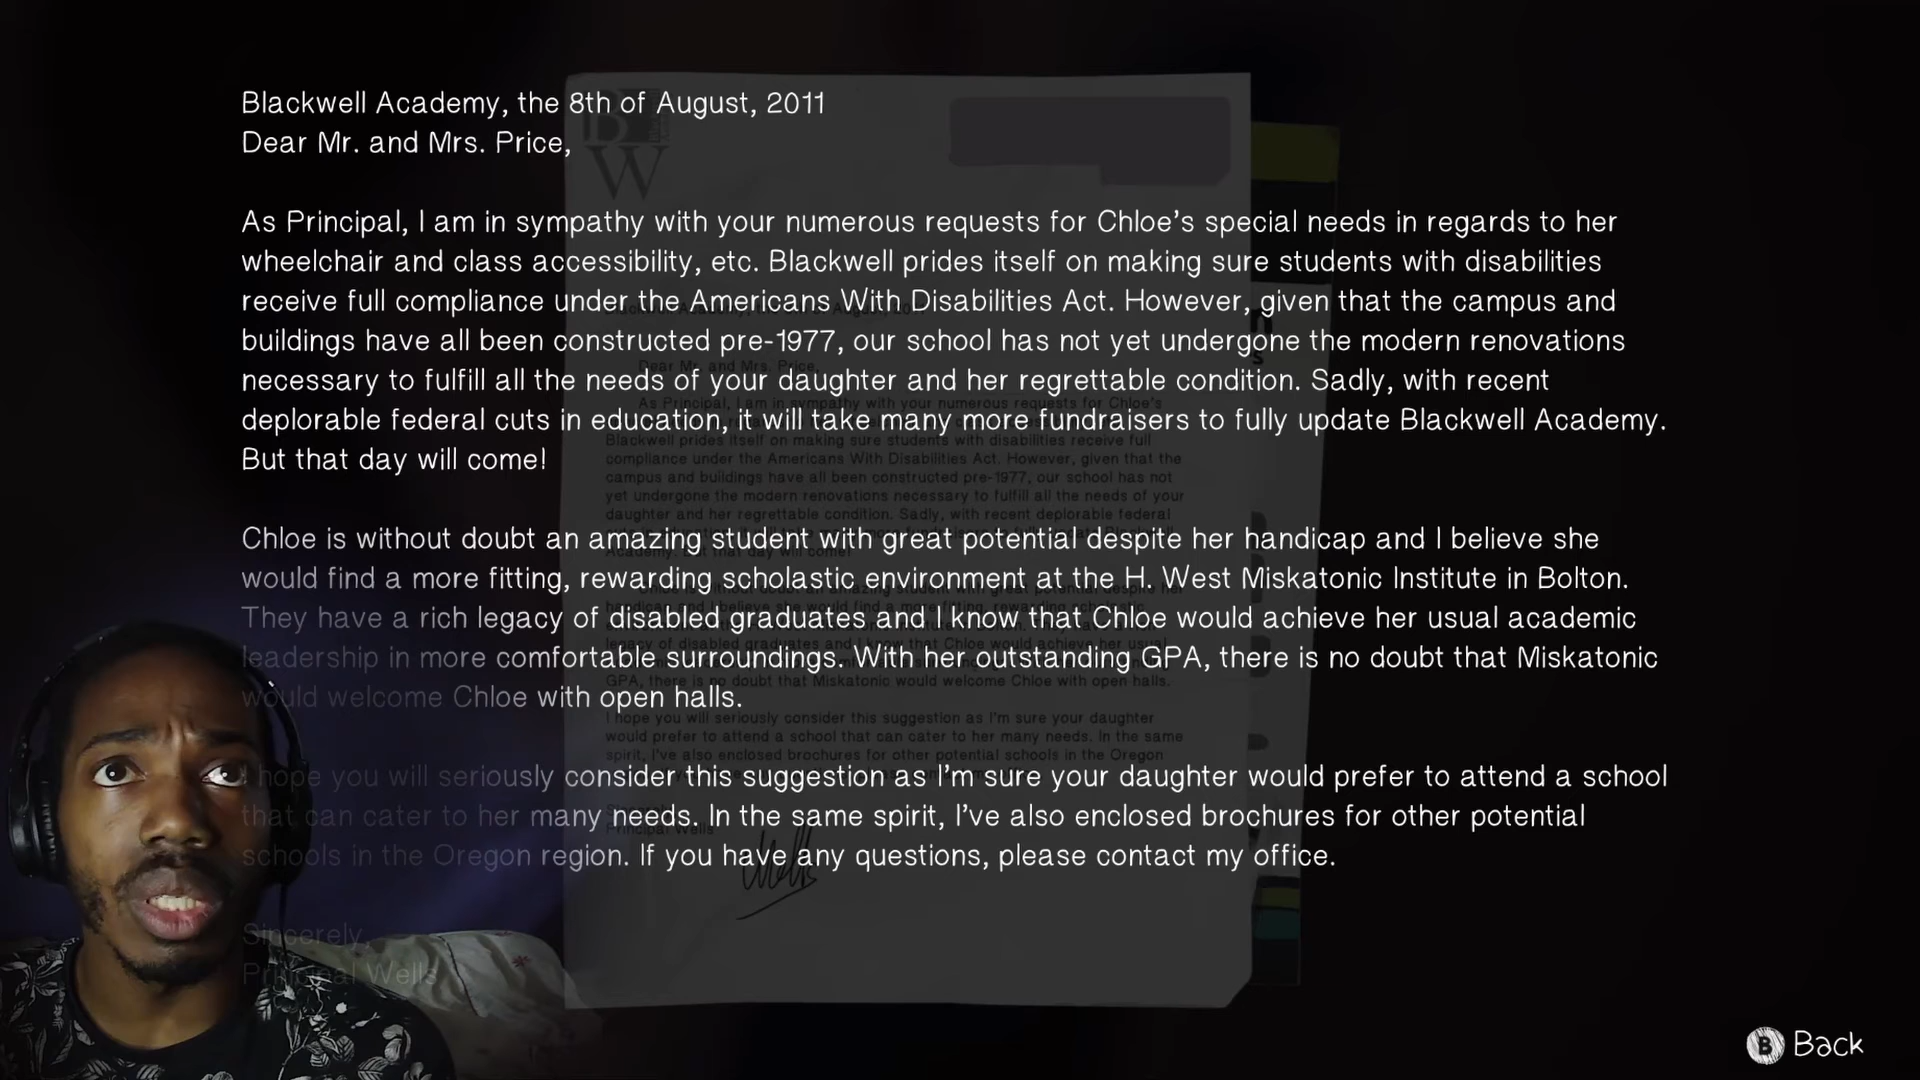 Blackwell Academy, the 8th of August, 2011
Dear Mr. and Mrs. Price,
As Principal, I am in sympathy with your numerous requests for Chloe's special needs in regards to her
wheelchair and class accessibility, etc. Blackwell prides itself on making sure students with disabilities
receive full compliance under the Americans With Disabilities Act. However, given that the campus and
buildings have all been constructed pre-1977, our school has not yet undergone the modern renovations
necessary to fulfill all the needs of your daughter and her regrettable condition. Sadly, with recent
deplorable federal cuts in education, it will take many more fundraisers to fully update Blackwell Academy.
But that day will come!
Chloe is without doubt an amazing student with great potential despite her handicap and I believe she
would find a more fitting, rewarding scholastic environment at the H. West Miskatonic Institute in Bolton.
They have a rich legacy of disabled graduates and I know that Chloe would achieve her usual academic
leadership in more comfortable surroundings. With her outstanding GPA, there is no doubt that Miskatonic
would welcome Chloe with open halls.
I hope you will seriously consider this suggestion as I'm sure your daughter would prefer to attend a school
that can cater to her many needs. In the same spirit, I've also enclosed brochures for other potential
schools in the Oregon region. If you have any questions, please contact my office.
Sincerely,
Principal Wells
B Back